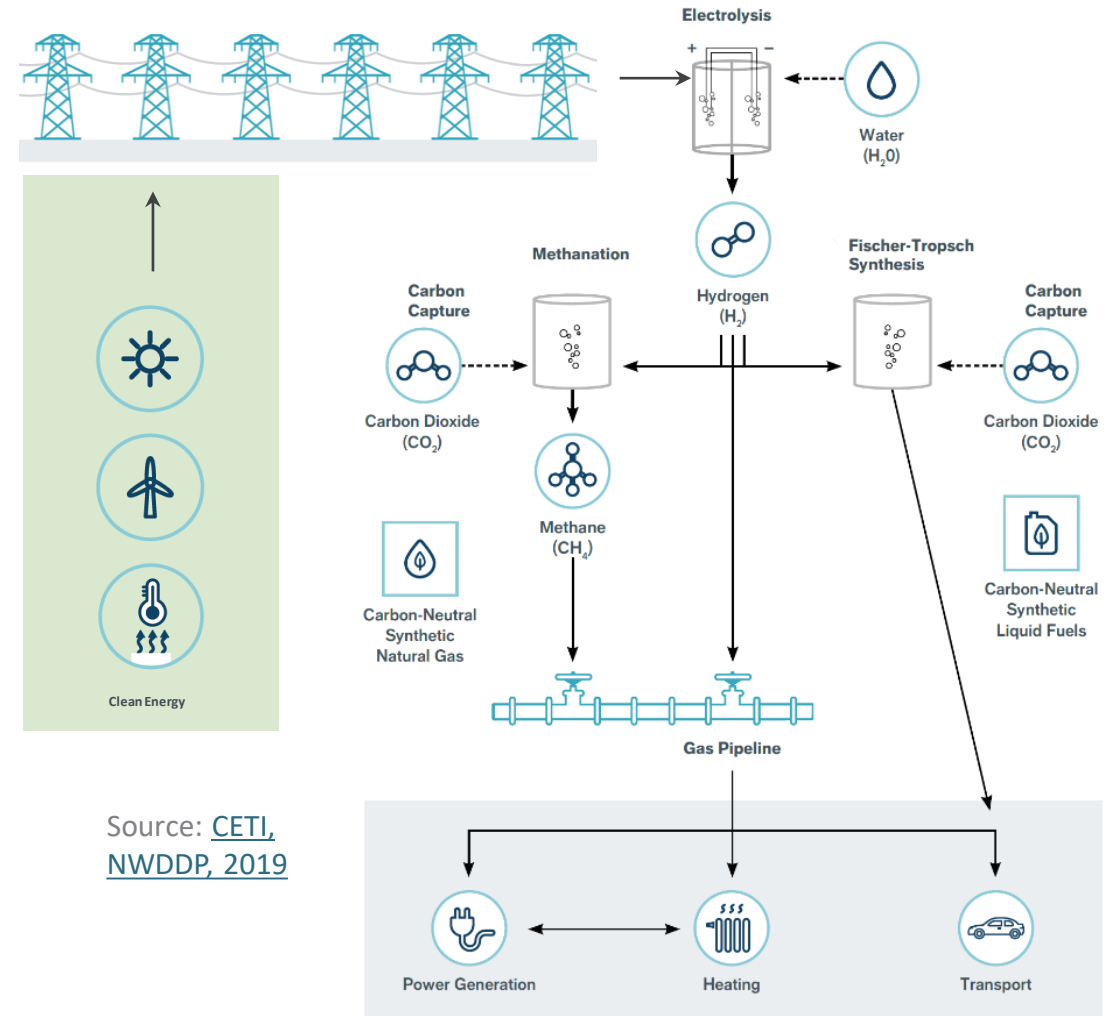 Electrolysis
+
−
Water
(H₂0)
Methanation
Fischer-Tropsch
Synthesis
Carbon
Capture
Hydrogen
(H₂)
Carbon
Capture
Carbon Dioxide
(CO₂)
Carbon Dioxide
(CO₂)
Methane
(CH₄)
Carbon-Neutral
Synthetic
Natural Gas
Carbon-Neutral
Synthetic
Liquid Fuels
Clean Energy
Gas Pipeline
Source: CETI,
NWDDP, 2019
Power Generation
Heating
Transport